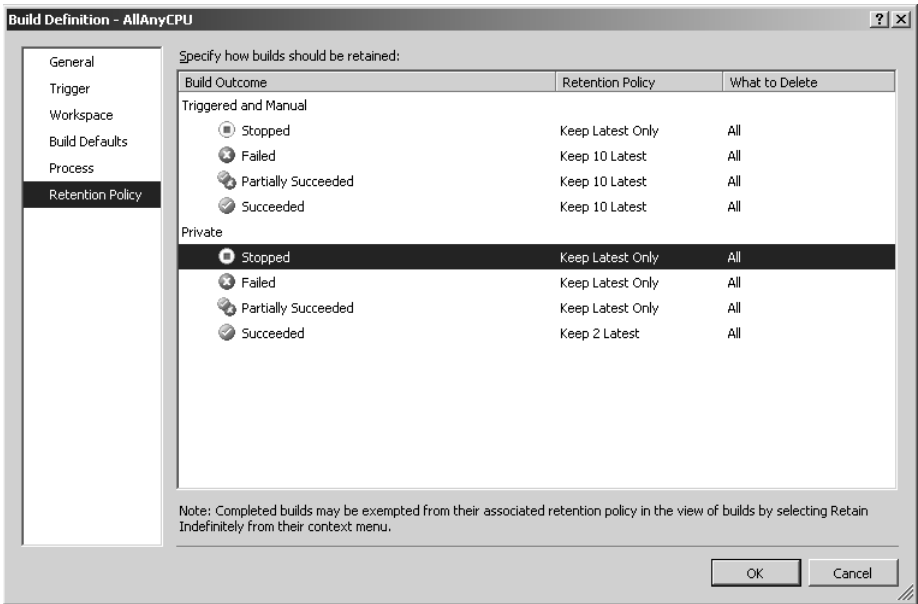 Build Definition - AllAnyCPU
General
Trigger
Workspace
Build Defaults
Process
Retention Policy
Specify how builds should be retained:
Build Outcome Retention Policy What to Delete
Triggered and Manual
Stopped Keep Latest Only All
Failed Keep 10 Latest All
Partially Succeeded Keep 10 Latest All
Succeeded Keep 10 Latest All
Private
Stopped Keep Latest Only All
Failed Keep Latest Only All
Partially Succeeded Keep Latest Only All
Succeeded Keep 2 Latest All
Note: Completed builds may be exempted from their associated retention policy in the view of builds by selecting Retain
Indefinitely from their context menu.
OK Cancel